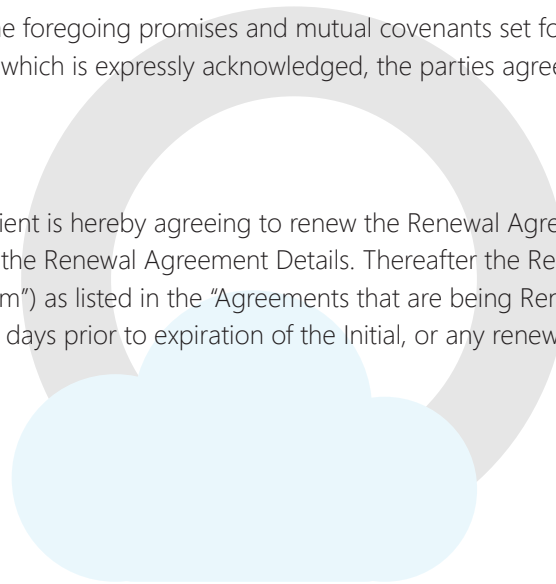 e foregoing promises and mutual covenants set fo
which is expressly acknowledged, the parties agre
ient is hereby agreeing to renew the Renewal Agre
the Renewal Agreement Details. Thereafter the Re
m”) as listed in the “Agreements that are being Ren
days prior to expiration of the Initial, or any renew